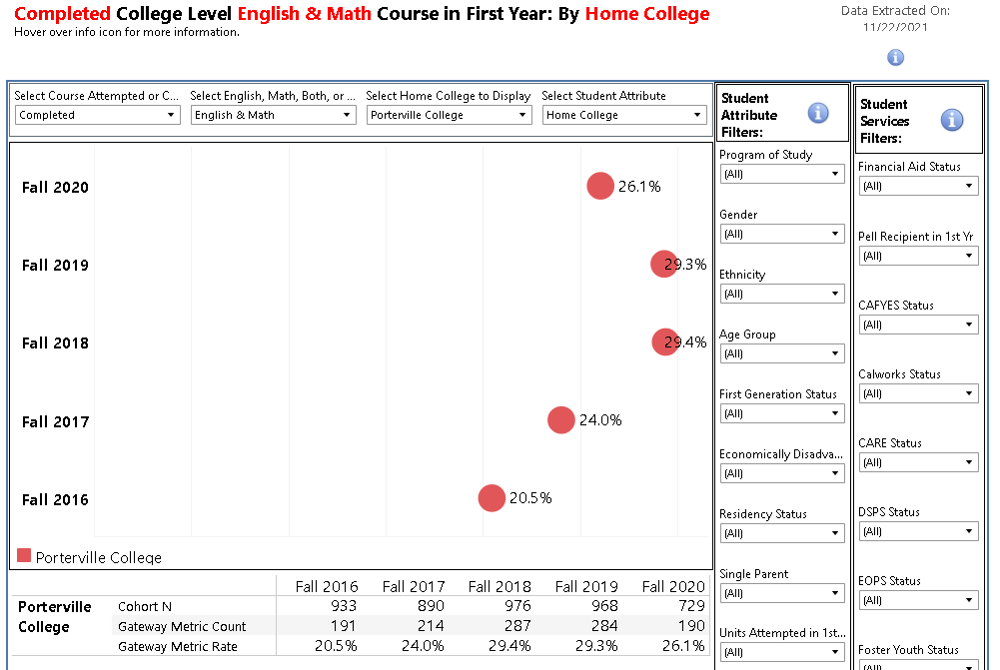 Completed College Level English & Math Course in First Year: By Home College
Hover over info icon for more information.
Data Extracted On:
11/22/2021
Select Course Attempted or C...
Completed
Select English, Math, Both, or ...
English & Math
Select Home College to Display
Porterville College
Select Student Attribute
Home College
Fall 2020
26.1%
Fall 2019
29.3%
Fall 2018
29.4%
Fall 2017
24.0%
Fall 2016
20.5%
Porterville College
Fall 2016 Fall 2017 Fall 2018 Fall 2019 Fall 2020
Porterville
College
Cohort N 933 890 976 968 729
Gateway Metric Count 191 214 287 284 190
Gateway Metric Rate 20.5% 24.0% 29.4% 29.3% 26.1%
Student
Attribute
Filters:
Program of Study
(All)
Gender
(All)
Ethnicity
(All)
Age Group
(All)
First Generation Status
(All)
Economically Disadva...
(All)
Residency Status
(All)
Single Parent
(All)
Units Attempted in 1st...
(All)
Student
Services
Filters:
Financial Aid Status
(All)
Pell Recipient in 1st Yr
(All)
CAFYES Status
(All)
Calworks Status
(All)
CARE Status
(All)
DSPS Status
(All)
EOPS Status
(All)
Foster Youth Status
(All)